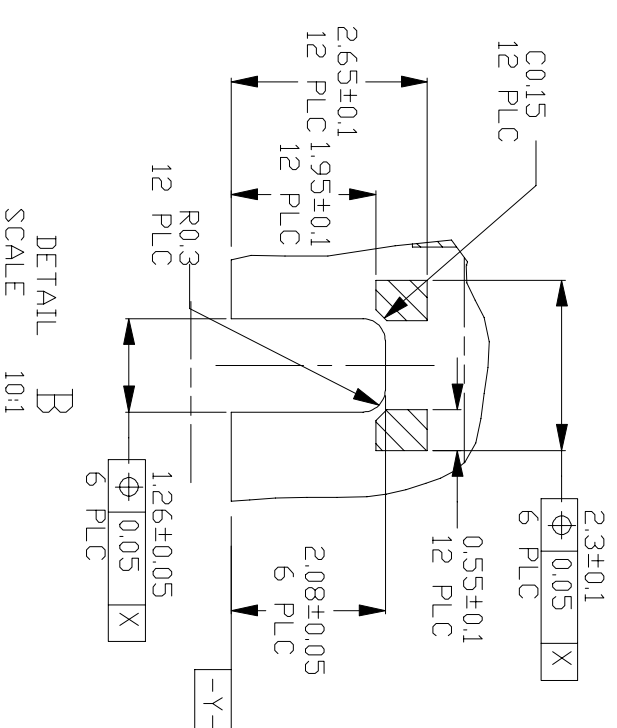 2.3±0.1
⌖ 0.05 X
6 PLC
0.55±0.1
12 PLC
C0.15
12 PLC
2.65±0.1
12 PLC
1.95±0.1
12 PLC
2.08±0.05
6 PLC
-Y-
R0.3
12 PLC
1.26±0.05
⌖ 0.05 X
6 PLC
DETAIL B
SCALE 10:1